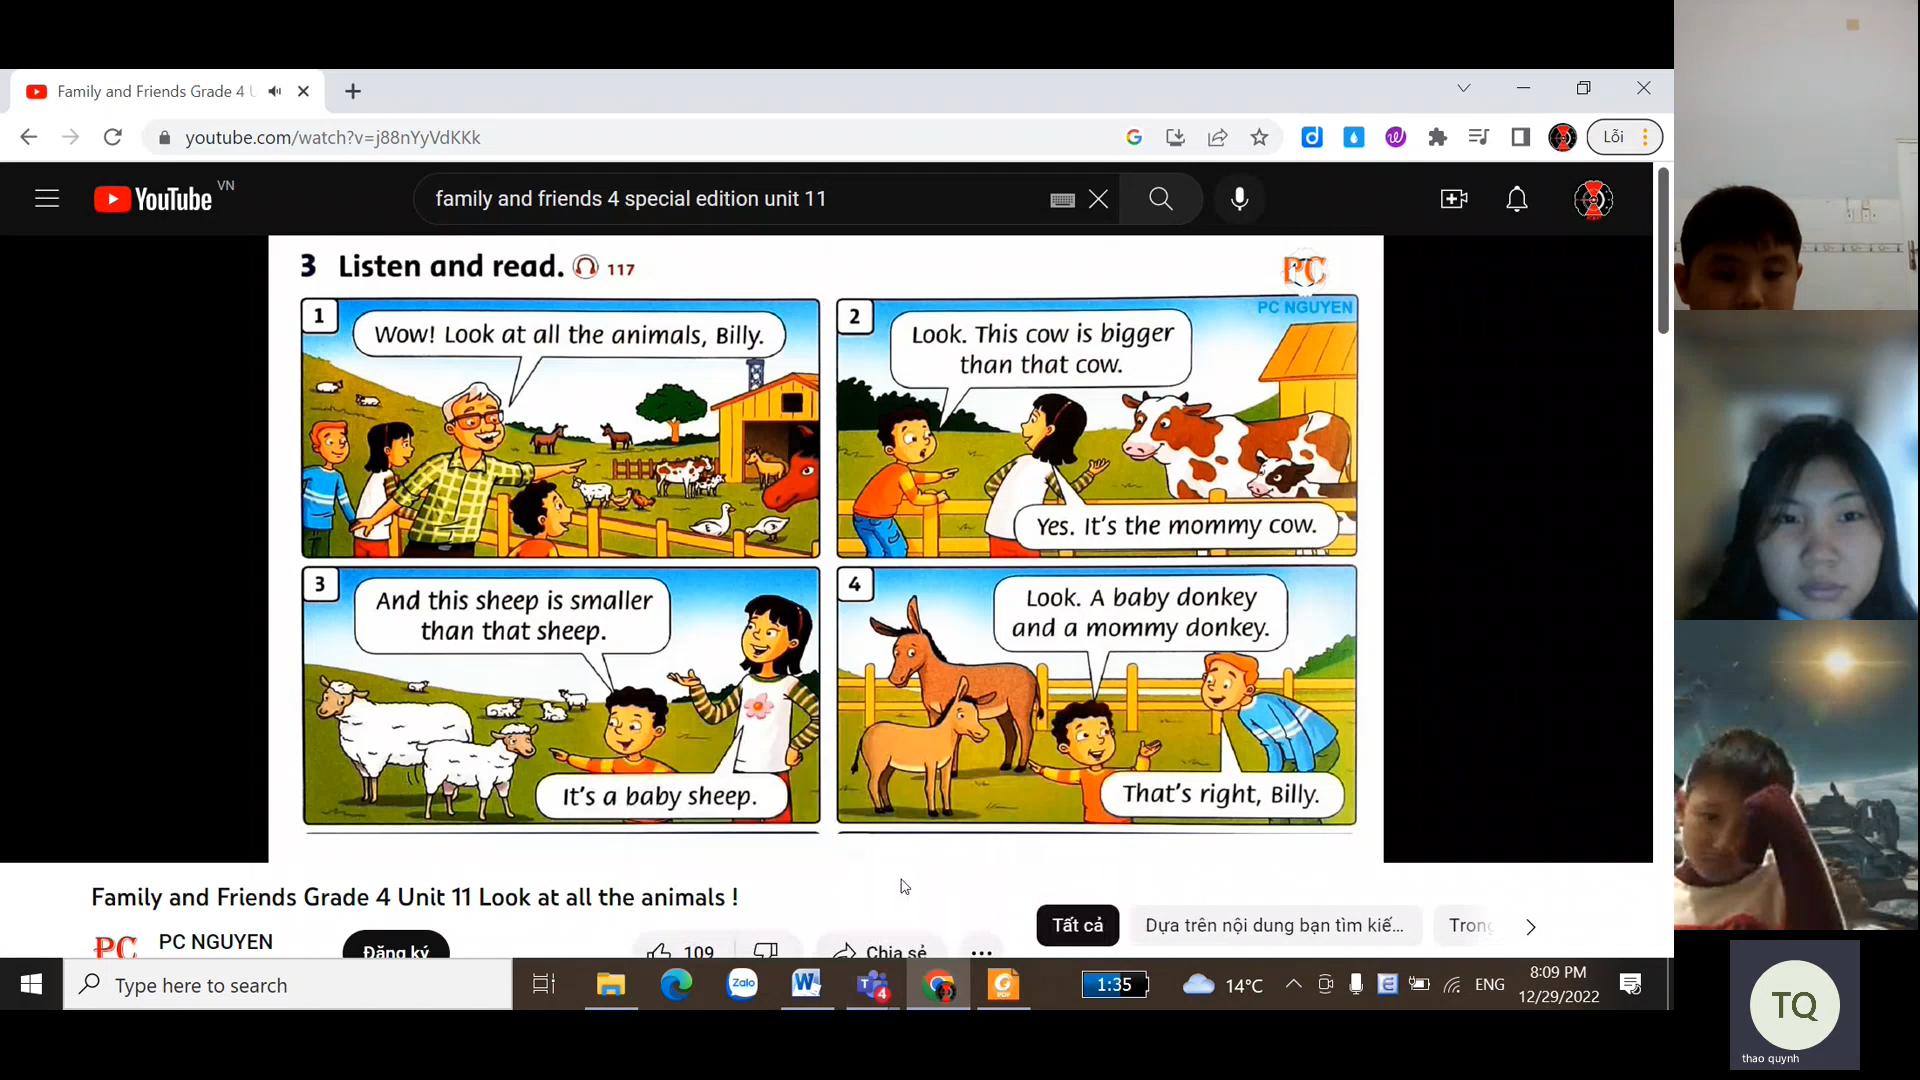 Family and Friends Grade 4 U
youtube.com/watch?v=j88nYyVdKKk
Lỗi
YouTube VN
family and friends 4 special edition unit 11
3 Listen and read. 117
PC
PC NGUYEN
1
Wow! Look at all the animals, Billy.
2
Look. This cow is bigger
than that cow.
Yes. It's the mommy cow.
3
And this sheep is smaller
than that sheep.
It's a baby sheep.
4
Look. A baby donkey
and a mommy donkey.
That's right, Billy.
Family and Friends Grade 4 Unit 11 Look at all the animals !
PC
PC NGUYEN
Đăng ký
109
Chia sẻ
Tất cả
Dựa trên nội dung bạn tìm kiế...
Trong
Type here to search
Zalo
W
4
PDF
1:35
14°C
ENG
8:09 PM
12/29/2022
TQ
thao quynh